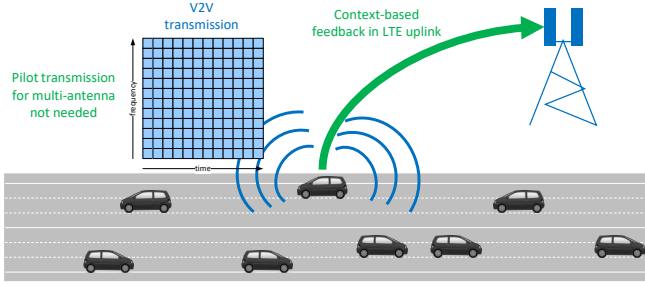 V2V
transmission
Context-based
feedback in LTE uplink
Pilot transmission
for multi-antenna
not needed
frequency
time